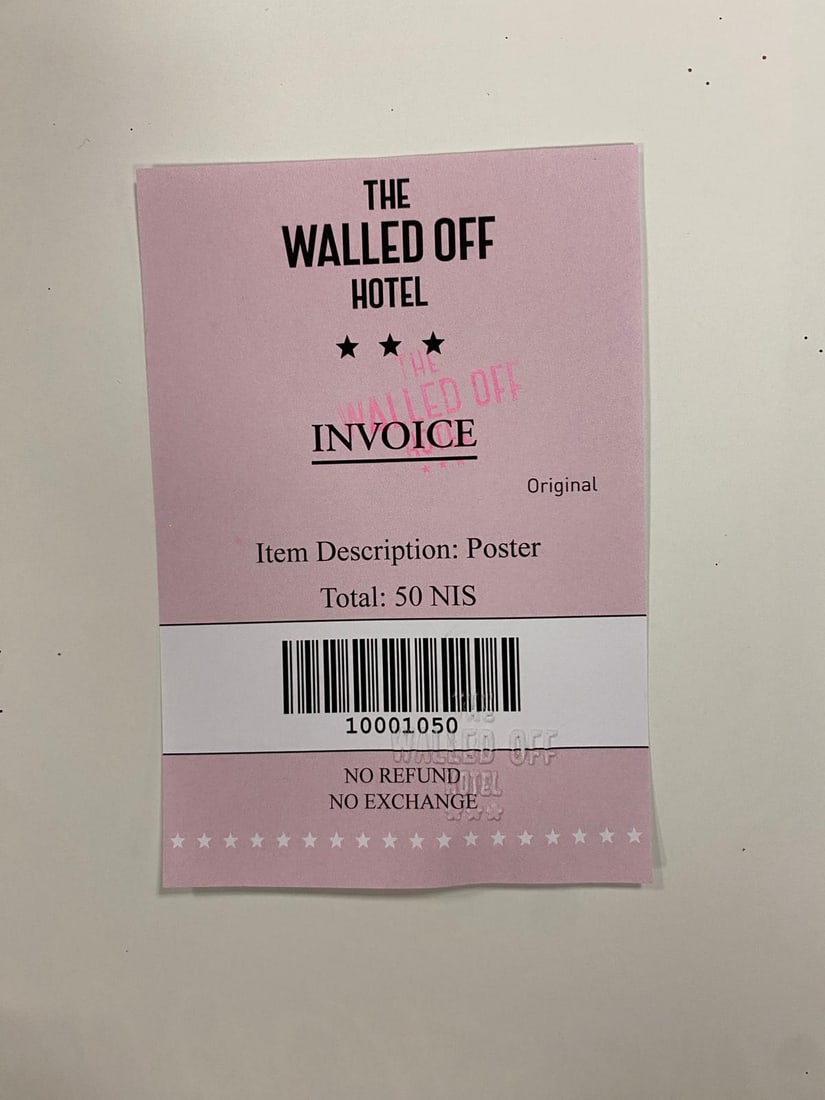 THE
WALLED OFF
HOTEL
THE
WALLED OFF
HOTEL
INVOICE
Original
Item Description: Poster
Total: 50 NIS
10001050
THE
WALLED OFF
HOTEL
NO REFUND
NO EXCHANGE